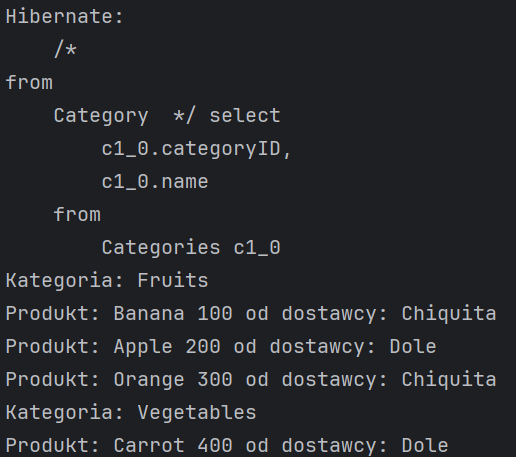 Hibernate:
/*
from
Category  */ select
c1_0.categoryID,
c1_0.name
from
Categories c1_0
Kategoria: Fruits
Produkt: Banana 100 od dostawcy: Chiquita
Produkt: Apple 200 od dostawcy: Dole
Produkt: Orange 300 od dostawcy: Chiquita
Kategoria: Vegetables
Produkt: Carrot 400 od dostawcy: Dole